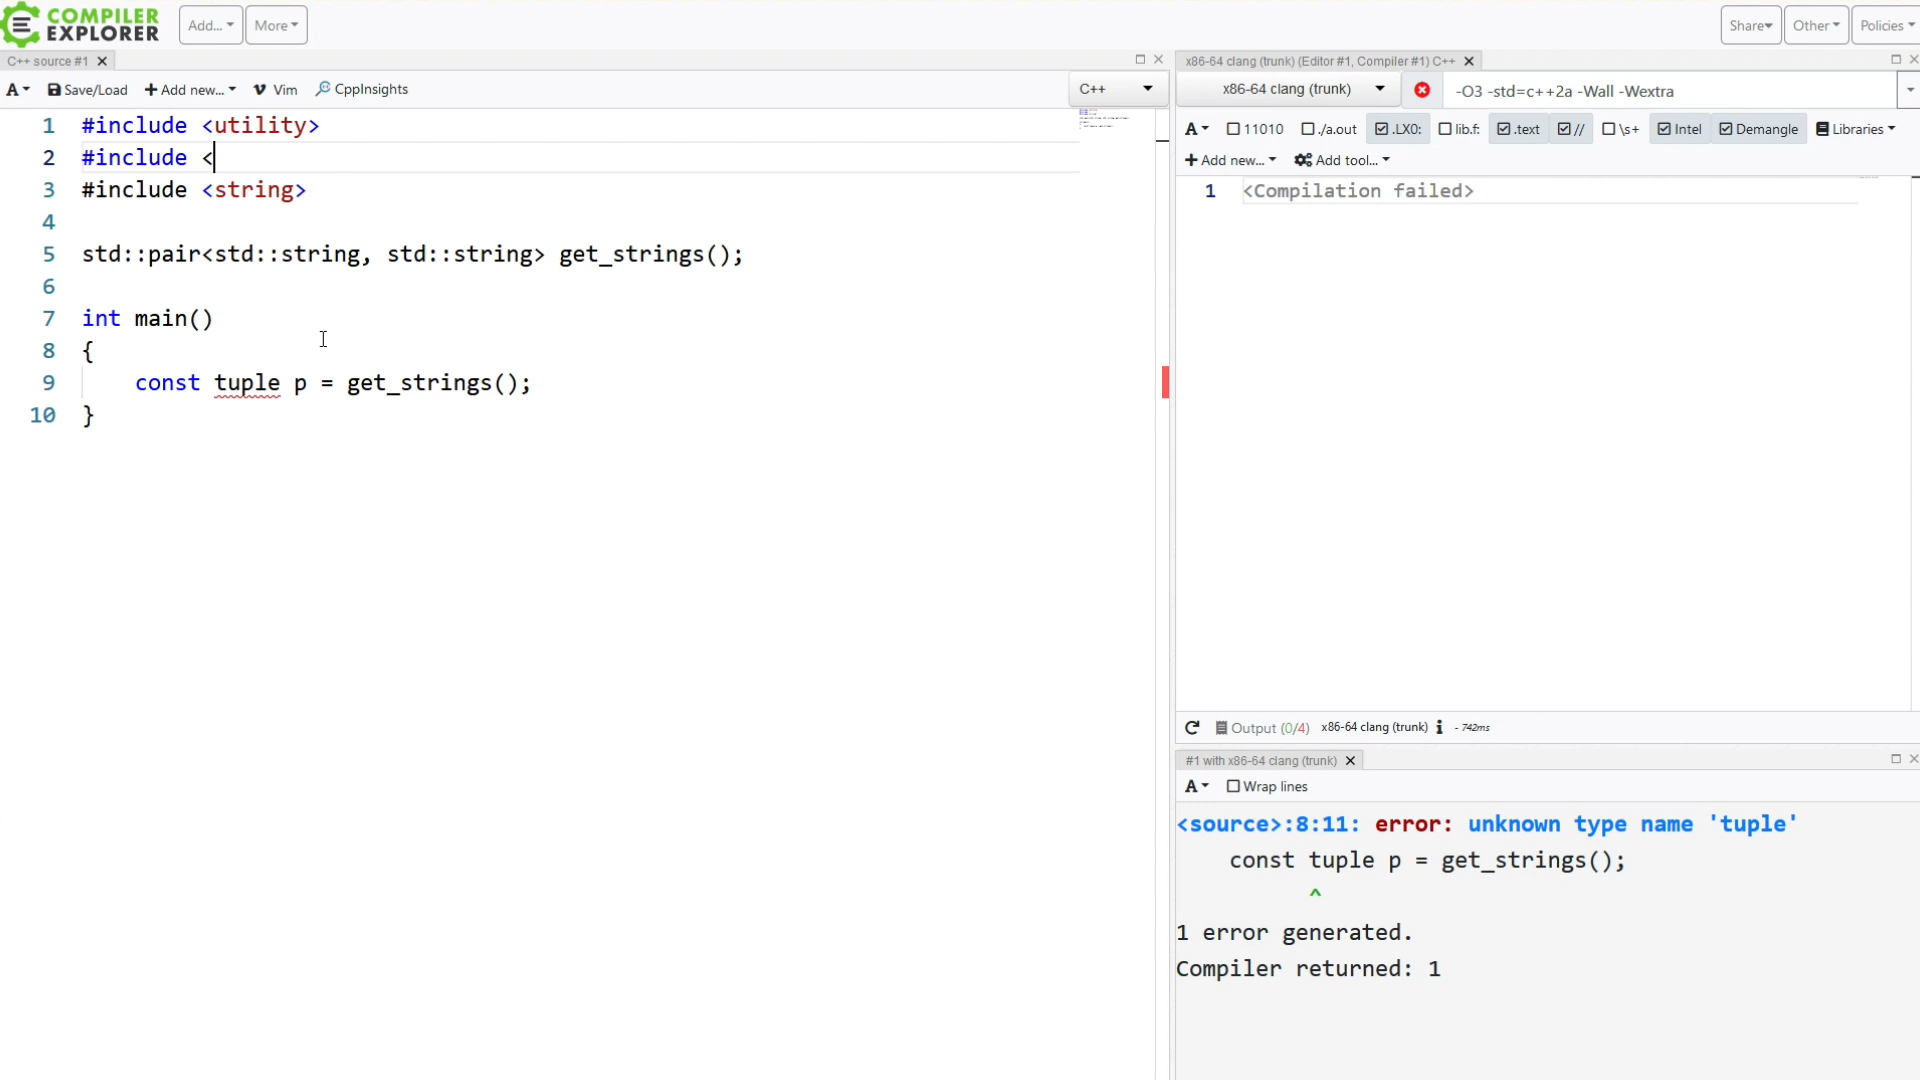 COMPILER EXPLORER
Add... More
Share Other Policies
C++ source #1
x86-64 clang (trunk) (Editor #1, Compiler #1) C++
A Save/Load + Add new... Vim CppInsights C++
x86-64 clang (trunk) -O3 -std=c++2a -Wall -Wextra
A 11010 ./a.out .LX0: lib.f: .text // \s+ Intel Demangle Libraries
+ Add new... Add tool...
1 #include <utility>
2 #include <
3 #include <string>
4
5 std::pair<std::string, std::string> get_strings();
6
7 int main()
8 {
9 const tuple p = get_strings();
10 }
1 <Compilation failed>
Output (0/4) x86-64 clang (trunk) i - 742ms
#1 with x86-64 clang (trunk)
A Wrap lines
<source>:8:11: error: unknown type name 'tuple'
const tuple p = get_strings();
^
1 error generated.
Compiler returned: 1